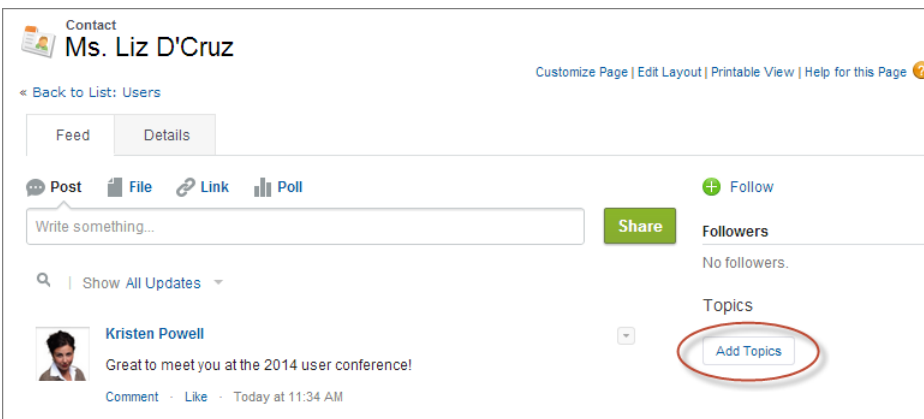 Contact
Ms. Liz D'Cruz
Customize Page | Edit Layout | Printable View | Help for this Page ?
« Back to List: Users
Feed Details
Post File Link Poll
Follow
Write something...
Share
Followers
No followers.
Show All Updates
Topics
Add Topics
Kristen Powell
Great to meet you at the 2014 user conference!
Comment · Like · Today at 11:34 AM